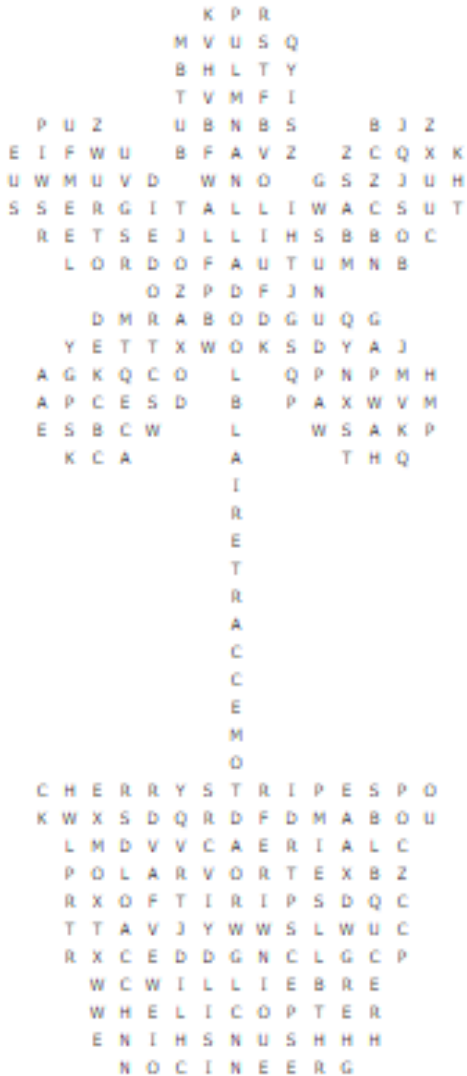 K P R
M V U S Q
B H L T Y
T V M F I
P U Z U B N B S B J Z
E I F W U B F A V Z Z C Q X K
U W M U V D W N O G S Z J U H
S S E R G I T A L L I W A C S U T
R E T S E J L L I H S B B O C
L O R D O F A U T U M N B
O Z P D F J N
D M R A B O D G U Q G
Y E T T X W O K S D Y A J
A G K Q C O L Q P N P M H
A P C E S D B P A X W V M
E S B C W L W S A K P
K C A A T H Q
I
R
E
T
R
A
C
C
E
M
O
C H E R R Y S T R I P E S P O
K W X S D Q R D F D M A B O U
L M D V V C A E R I A L C
P O L A R V O R T E X B Z
R X O F T I R I P S D Q C
T T A V J Y W W S L W U C
R X C E D D G N C L G C P
W C W I L L I E B R E
W H E L I C O P T E R
E N I H S N U S H H H
N O C I N E E R G